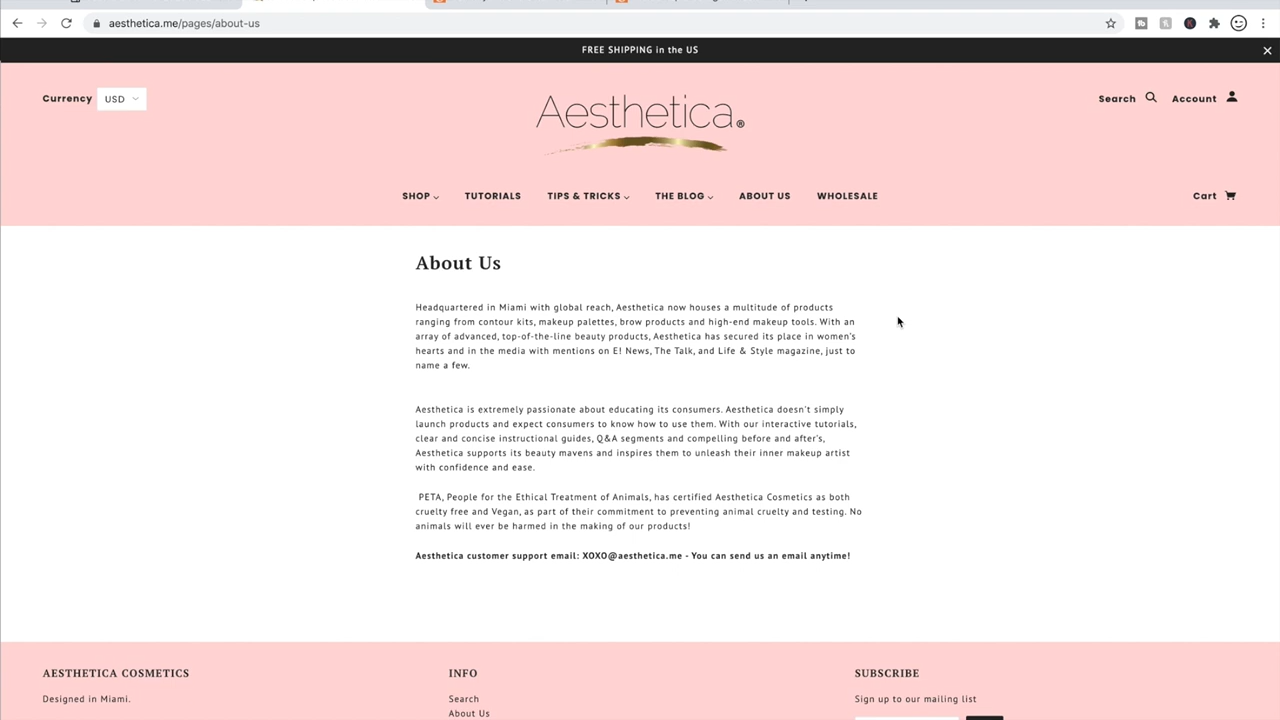 aesthetica.me/pages/about-us
FREE SHIPPING in the US
Currency USD
Aesthetica®
Search Account
SHOP TUTORIALS TIPS & TRICKS THE BLOG ABOUT US WHOLESALE Cart
About Us
Headquartered in Miami with global reach, Aesthetica now houses a multitude of products
ranging from contour kits, makeup palettes, brow products and high-end makeup tools. With an
array of advanced, top-of-the-line beauty products, Aesthetica has secured its place in women's
hearts and in the media with mentions on E! News, The Talk, and Life & Style magazine, just to
name a few.
Aesthetica is extremely passionate about educating its consumers. Aesthetica doesn't simply
launch products and expect consumers to know how to use them. With our interactive tutorials,
clear and concise instructional guides, Q&A segments and compelling before and after's,
Aesthetica supports its beauty mavens and inspires them to unleash their inner makeup artist
with confidence and ease.
PETA, People for the Ethical Treatment of Animals, has certified Aesthetica Cosmetics as both
cruelty free and Vegan, as part of their commitment to preventing animal cruelty and testing. No
animals will ever be harmed in the making of our products!
Aesthetica customer support email: XOXO@aesthetica.me - You can send us an email anytime!
AESTHETICA COSMETICS INFO SUBSCRIBE
Designed in Miami. Search Sign up to our mailing list
About Us